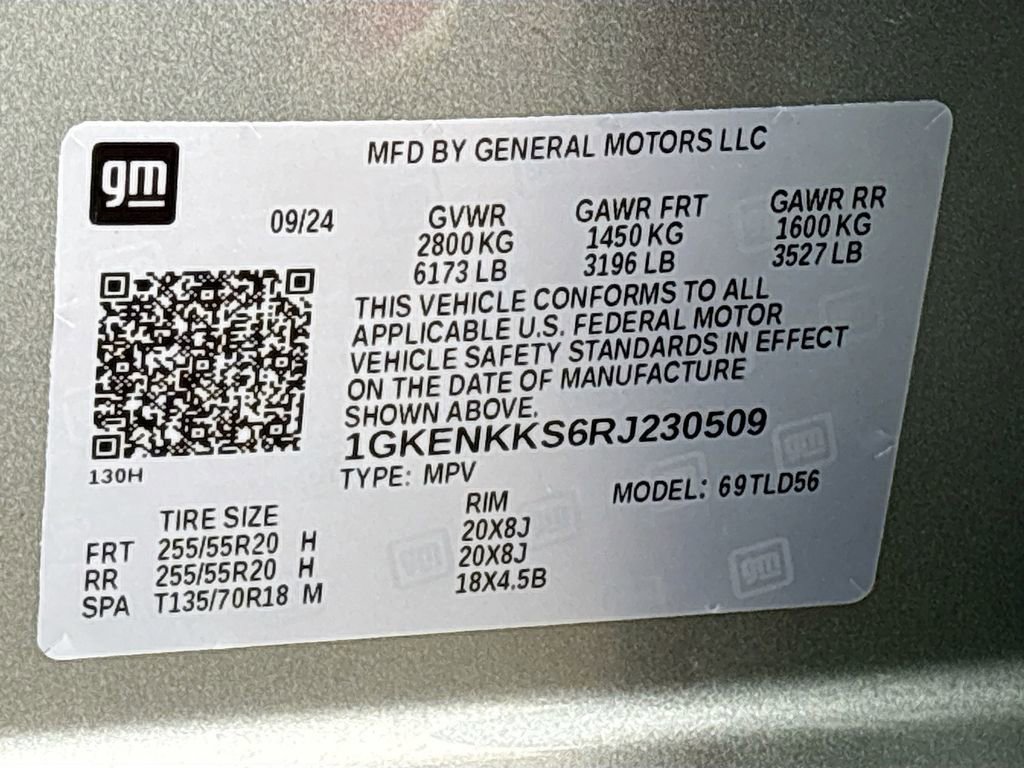 gm
MFD BY GENERAL MOTORS LLC
09/24
GVWR GAWR FRT GAWR RR
2800 KG 1450 KG 1600 KG
6173 LB 3196 LB 3527 LB
THIS VEHICLE CONFORMS TO ALL
APPLICABLE U.S. FEDERAL MOTOR
VEHICLE SAFETY STANDARDS IN EFFECT
ON THE DATE OF MANUFACTURE
SHOWN ABOVE.
1GKENKKS6RJ230509
130H
TYPE: MPV MODEL: 69TLD56
TIRE SIZE RIM
FRT 255/55R20 H 20X8J
RR 255/55R20 H 20X8J
SPA T135/70R18 M 18X4.5B
gm
gm
gm